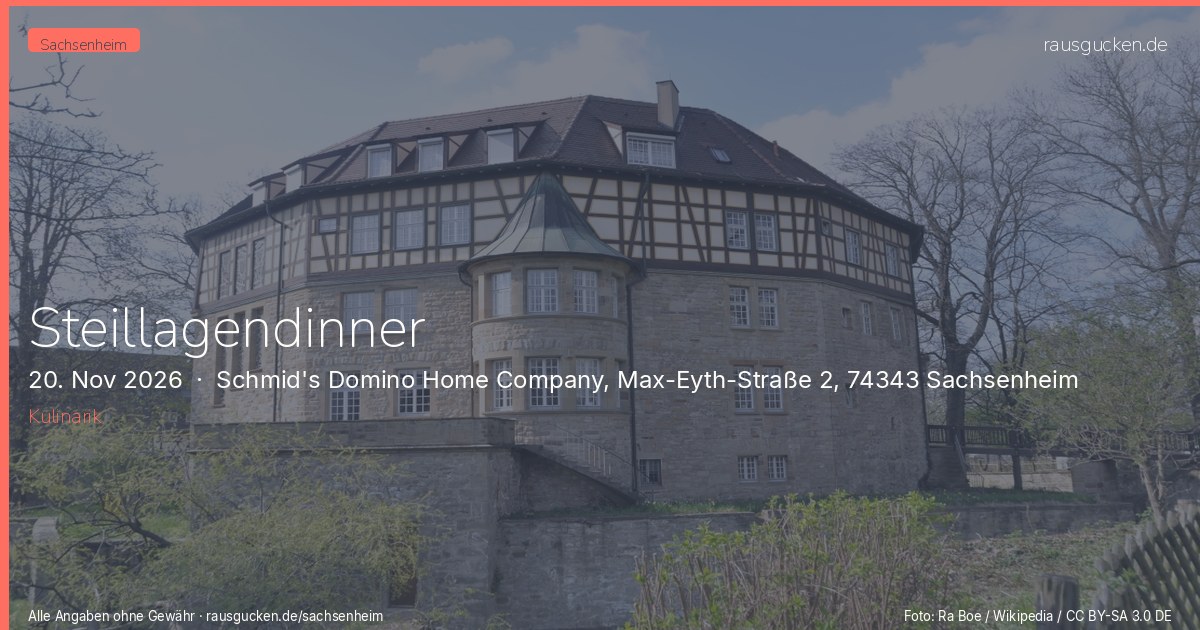 Sachsenheim
rausgucken.de
Steillagendinner
20. Nov 2026 · Schmid's Domino Home Company, Max-Eyth-Straße 2, 74343 Sachsenheim
Kulinarik
Alle Angaben ohne Gewähr · rausgucken.de/sachsenheim
Foto: Ra Boe / Wikipedia / CC BY-SA 3.0 DE